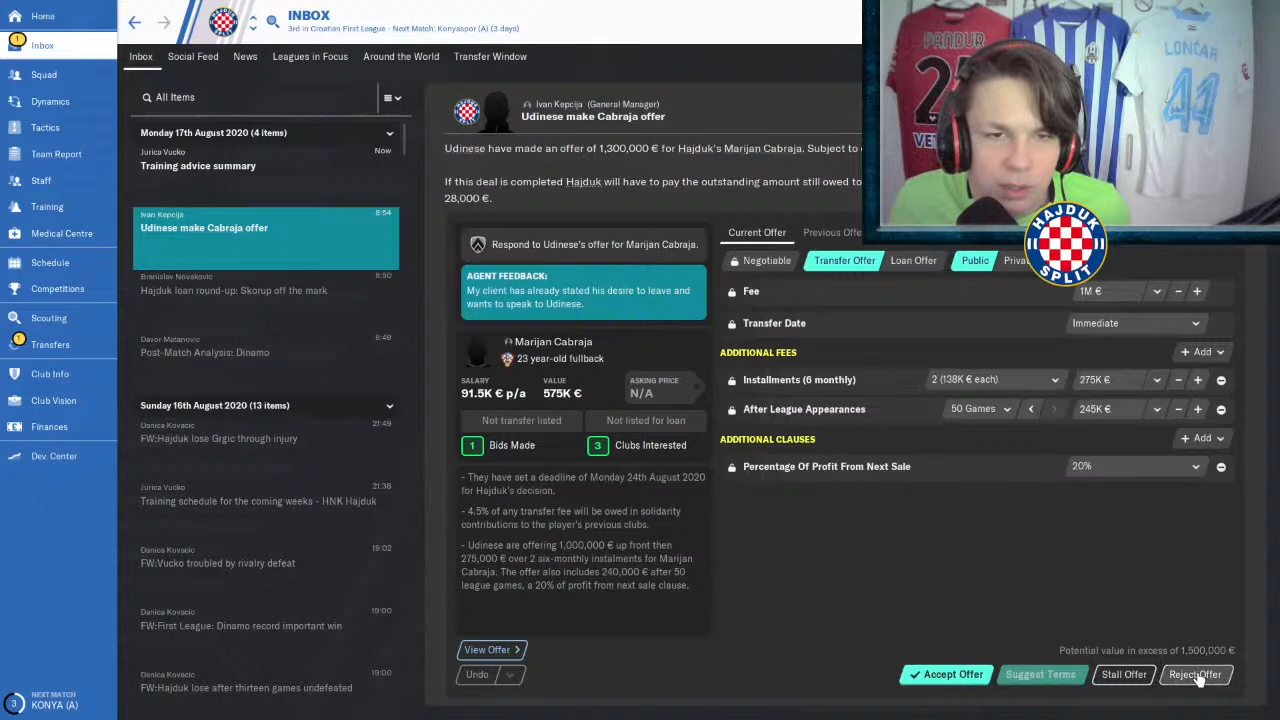 Home
1
Inbox
Squad
Dynamics
Tactics
Team Report
Staff
Training
Medical Centre
Schedule
Competitions
Scouting
1
Transfers
Club Info
Club Vision
Finances
Dev. Center
3
NEXT MATCH
KONYA (A)
HAJDUK
SPLIT
INBOX
3rd in Croatian First League - Next Match: Konyaspor (A) (3 days)
Inbox
Social Feed
News
Leagues in Focus
Around the World
Transfer Window
All Items
Monday 17th August 2020 (4 items)
Jurica Vucko
Now
Training advice summary
Ivan Kepcija
8:54
Udinese make Cabraja offer
Branislav Novakovic
8:50
Hajduk loan round-up: Skorup off the mark
Davor Matanovic
8:49
Post-Match Analysis: Dinamo
Sunday 16th August 2020 (13 items)
Danica Kovacic
21:49
FW:Hajduk lose Grgic through injury
Jurica Vucko
21:38
Training schedule for the coming weeks - HNK Hajduk
Danica Kovacic
19:02
FW:Vucko troubled by rivalry defeat
Danica Kovacic
19:00
FW:First League: Dinamo record important win
Danica Kovacic
19:00
FW:Hajduk lose after thirteen games undefeated
Ivan Kepcija (General Manager)
Udinese make Cabraja offer
Udinese have made an offer of 1,300,000 € for Hajduk's Marijan Cabraja. Subject to
If this deal is completed Hajduk will have to pay the outstanding amount still owed to
28,000 €.
Respond to Udinese's offer for Marijan Cabraja.
AGENT FEEDBACK:
My client has already stated his desire to leave and
wants to speak to Udinese.
Marijan Cabraja
23 year-old fullback
SALARY
91.5K € p/a
VALUE
575K €
ASKING PRICE
N/A
Not transfer listed
Not listed for loan
1
Bids Made
3
Clubs Interested
- They have set a deadline of Monday 24th August 2020
for Hajduk's decision.
- 4.5% of any transfer fee will be owed in solidarity
contributions to the player's previous clubs.
- Udinese are offering 1,000,000 € up front then
275,000 € over 2 six-monthly instalments for Marijan
Cabraja. The offer also includes 240,000 € after 50
league games, a 20% of profit from next sale clause.
View Offer
Undo
Current Offer
Previous Offe
Negotiable
Transfer Offer
Loan Offer
Public
Priva
Fee
1M €
Transfer Date
Immediate
ADDITIONAL FEES
Add
Installments (6 monthly)
2 (138K € each)
275K €
After League Appearances
50 Games
245K €
ADDITIONAL CLAUSES
Add
Percentage Of Profit From Next Sale
20%
Potential value in excess of 1,500,000 €
Accept Offer
Suggest Terms
Stall Offer
Reject Offer
PANDUR
LONČAR
44
HAJDUK
SPLIT